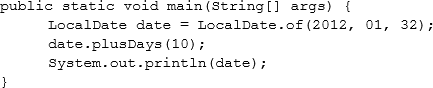 public static void main(String[] args) {
LocalDate date = LocalDate.of(2012, 01, 32);
date.plusDays(10);
System.out.println(date);
}